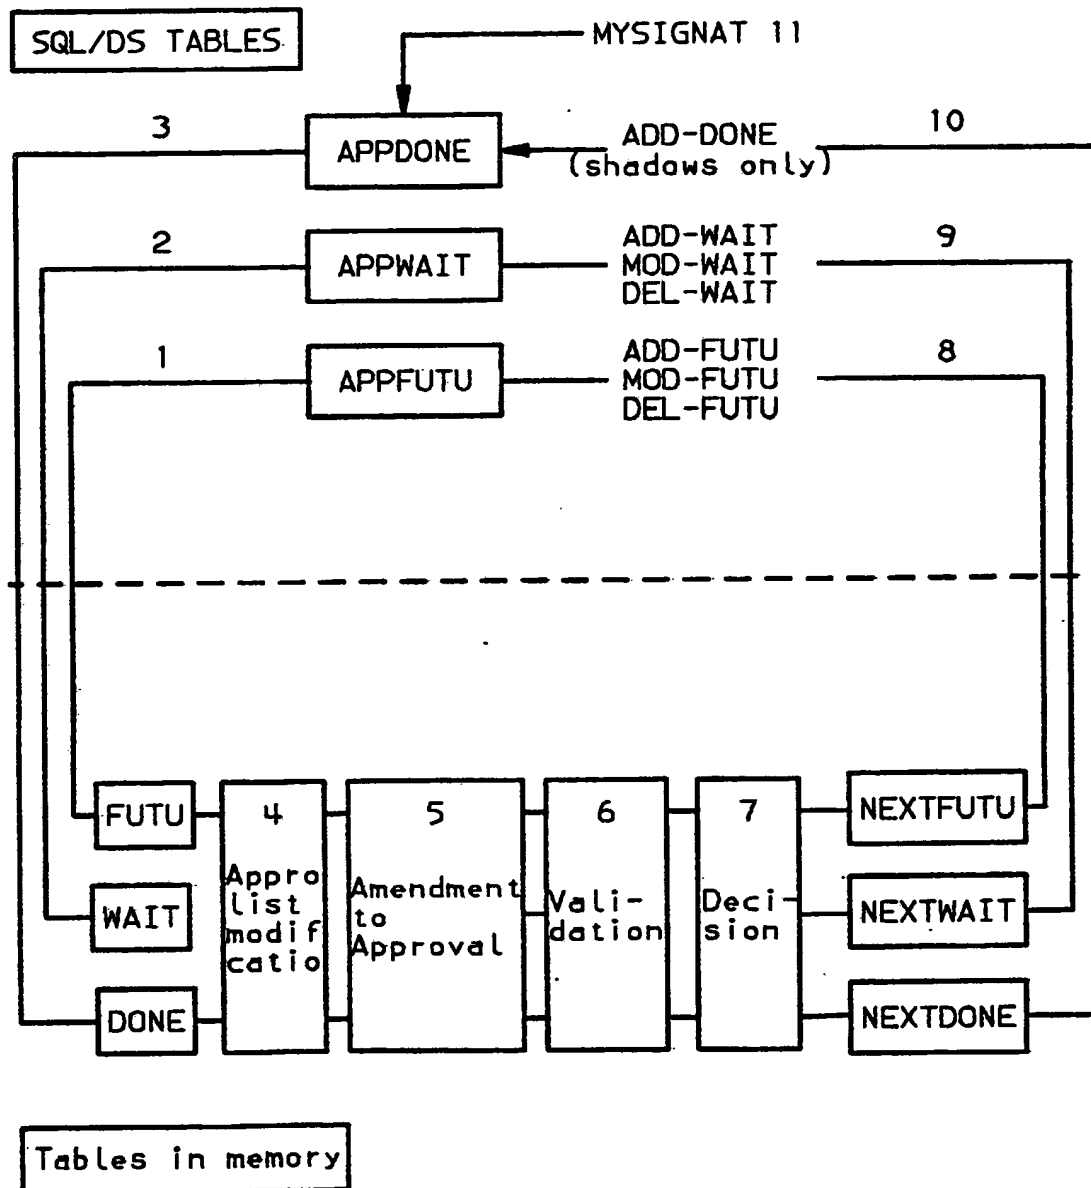 SQL/DS TABLES
MYSIGNAT 11
3
APPDONE
ADD-DONE
(shadows only)
10
2
APPWAIT
ADD-WAIT
MOD-WAIT
DEL-WAIT
9
1
APPFUTU
ADD-FUTU
MOD-FUTU
DEL-FUTU
8
FUTU
WAIT
DONE
4
Appro
list
modif
catio
5
Amendment
to
Approval
6
Vali-
dation
7
Deci-
sion
NEXTFUTU
NEXTWAIT
NEXTDONE
Tables in memory